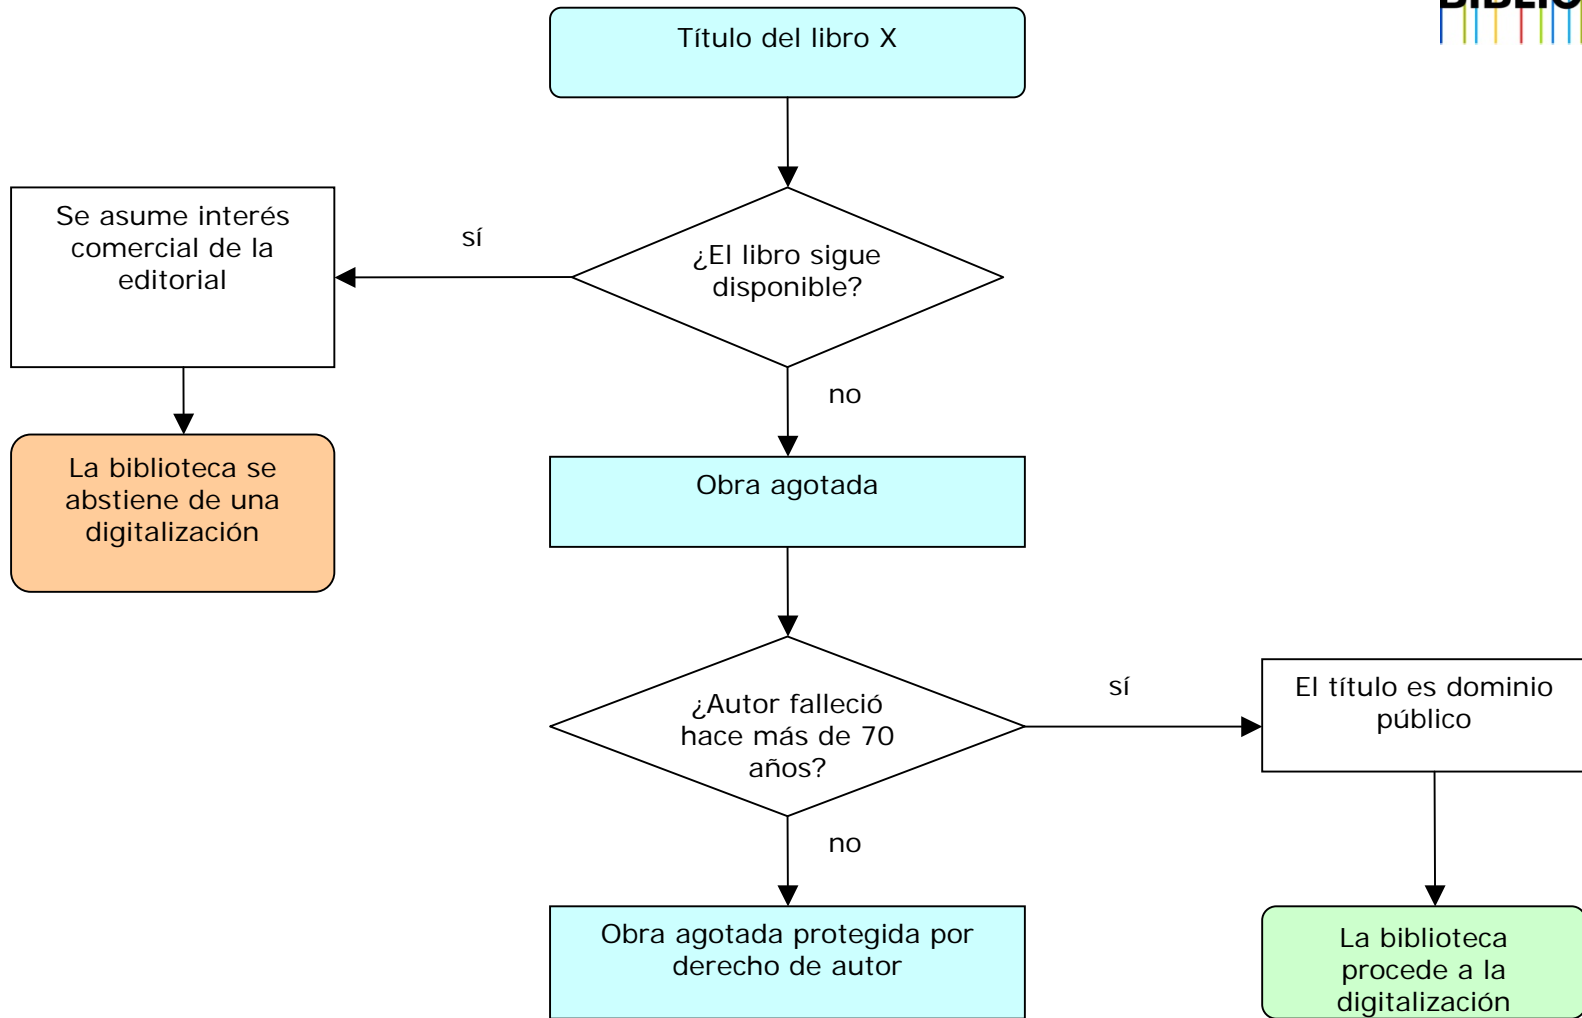 BIBLIO
Título del libro X
Se asume interés
comercial de la
editorial
sí
¿El libro sigue
disponible?
no
La biblioteca se
abstiene de una
digitalización
Obra agotada
¿Autor falleció
hace más de 70
años?
sí
El título es dominio
público
no
Obra agotada protegida por
derecho de autor
La biblioteca
procede a la
digitalización